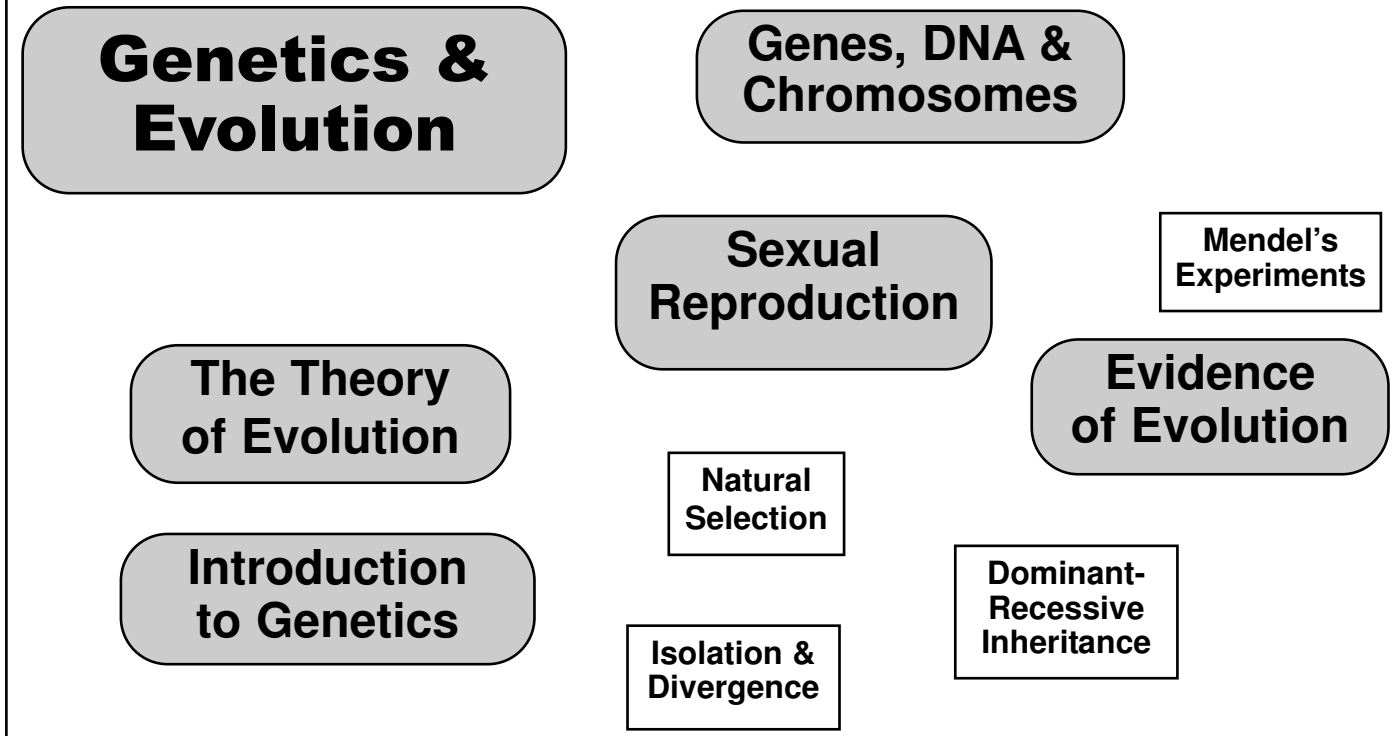 Genetics &
Evolution
Genes, DNA &
Chromosomes
Sexual
Reproduction
Mendel's
Experiments
The Theory
of Evolution
Evidence
of Evolution
Natural
Selection
Introduction
to Genetics
Dominant-
Recessive
Inheritance
Isolation &
Divergence